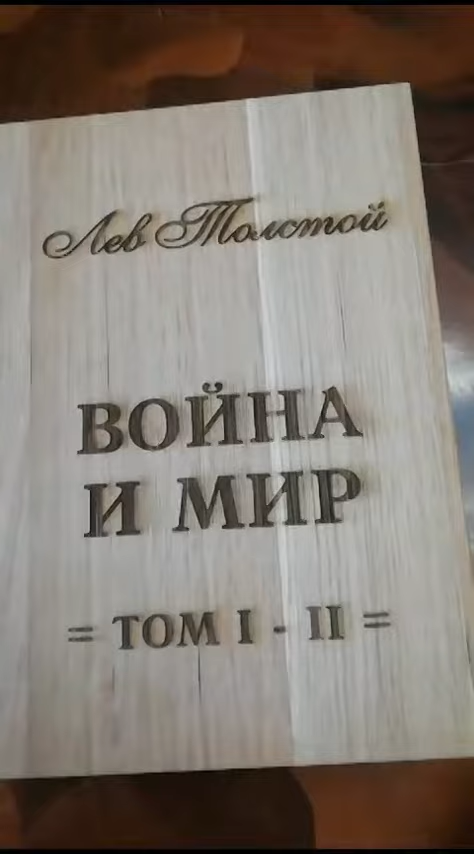 Лев Толстой
ВОЙНА
И МИР
= ТОМ I - II =